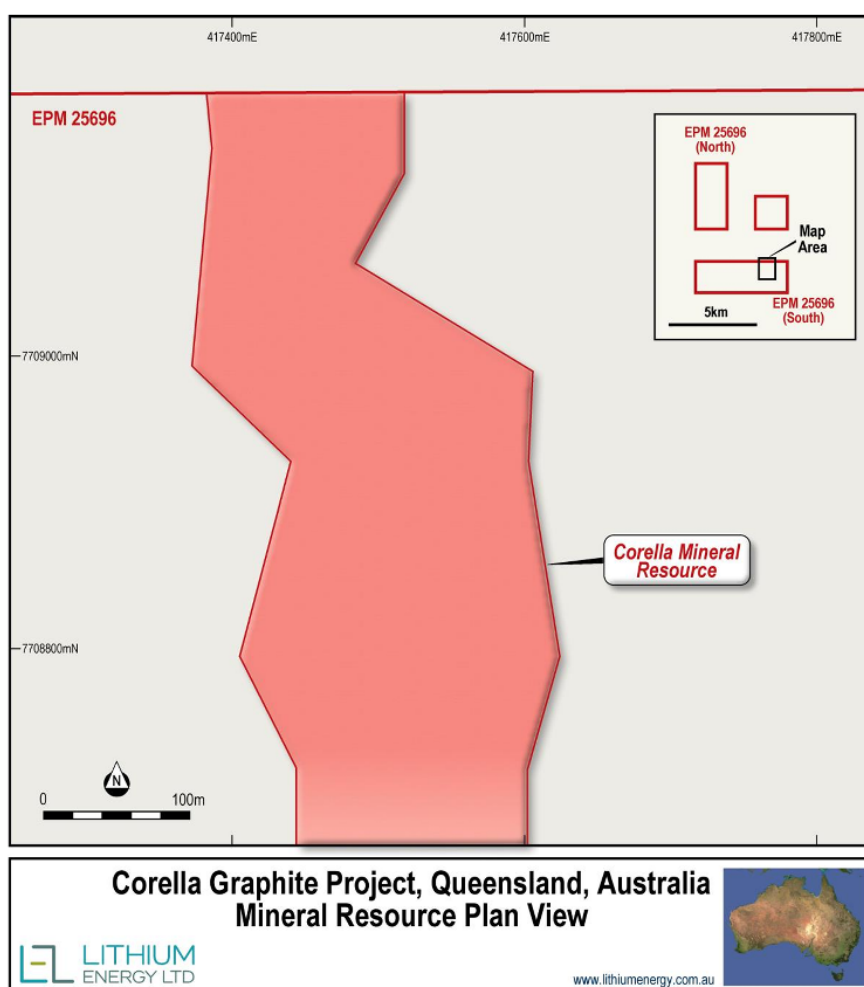 417400mE
417600mE
417800mE
EPM 25696
EPM 25696
(North)
Map
Area
EPM 25696
(South)
5km
7709000mN
Corella Mineral
Resource
7708800mN
N
0
100m
Corella Graphite Project, Queensland, Australia
Mineral Resource Plan View
LITHIUM
ENERGY LTD
www.lithiumenergy.com.au